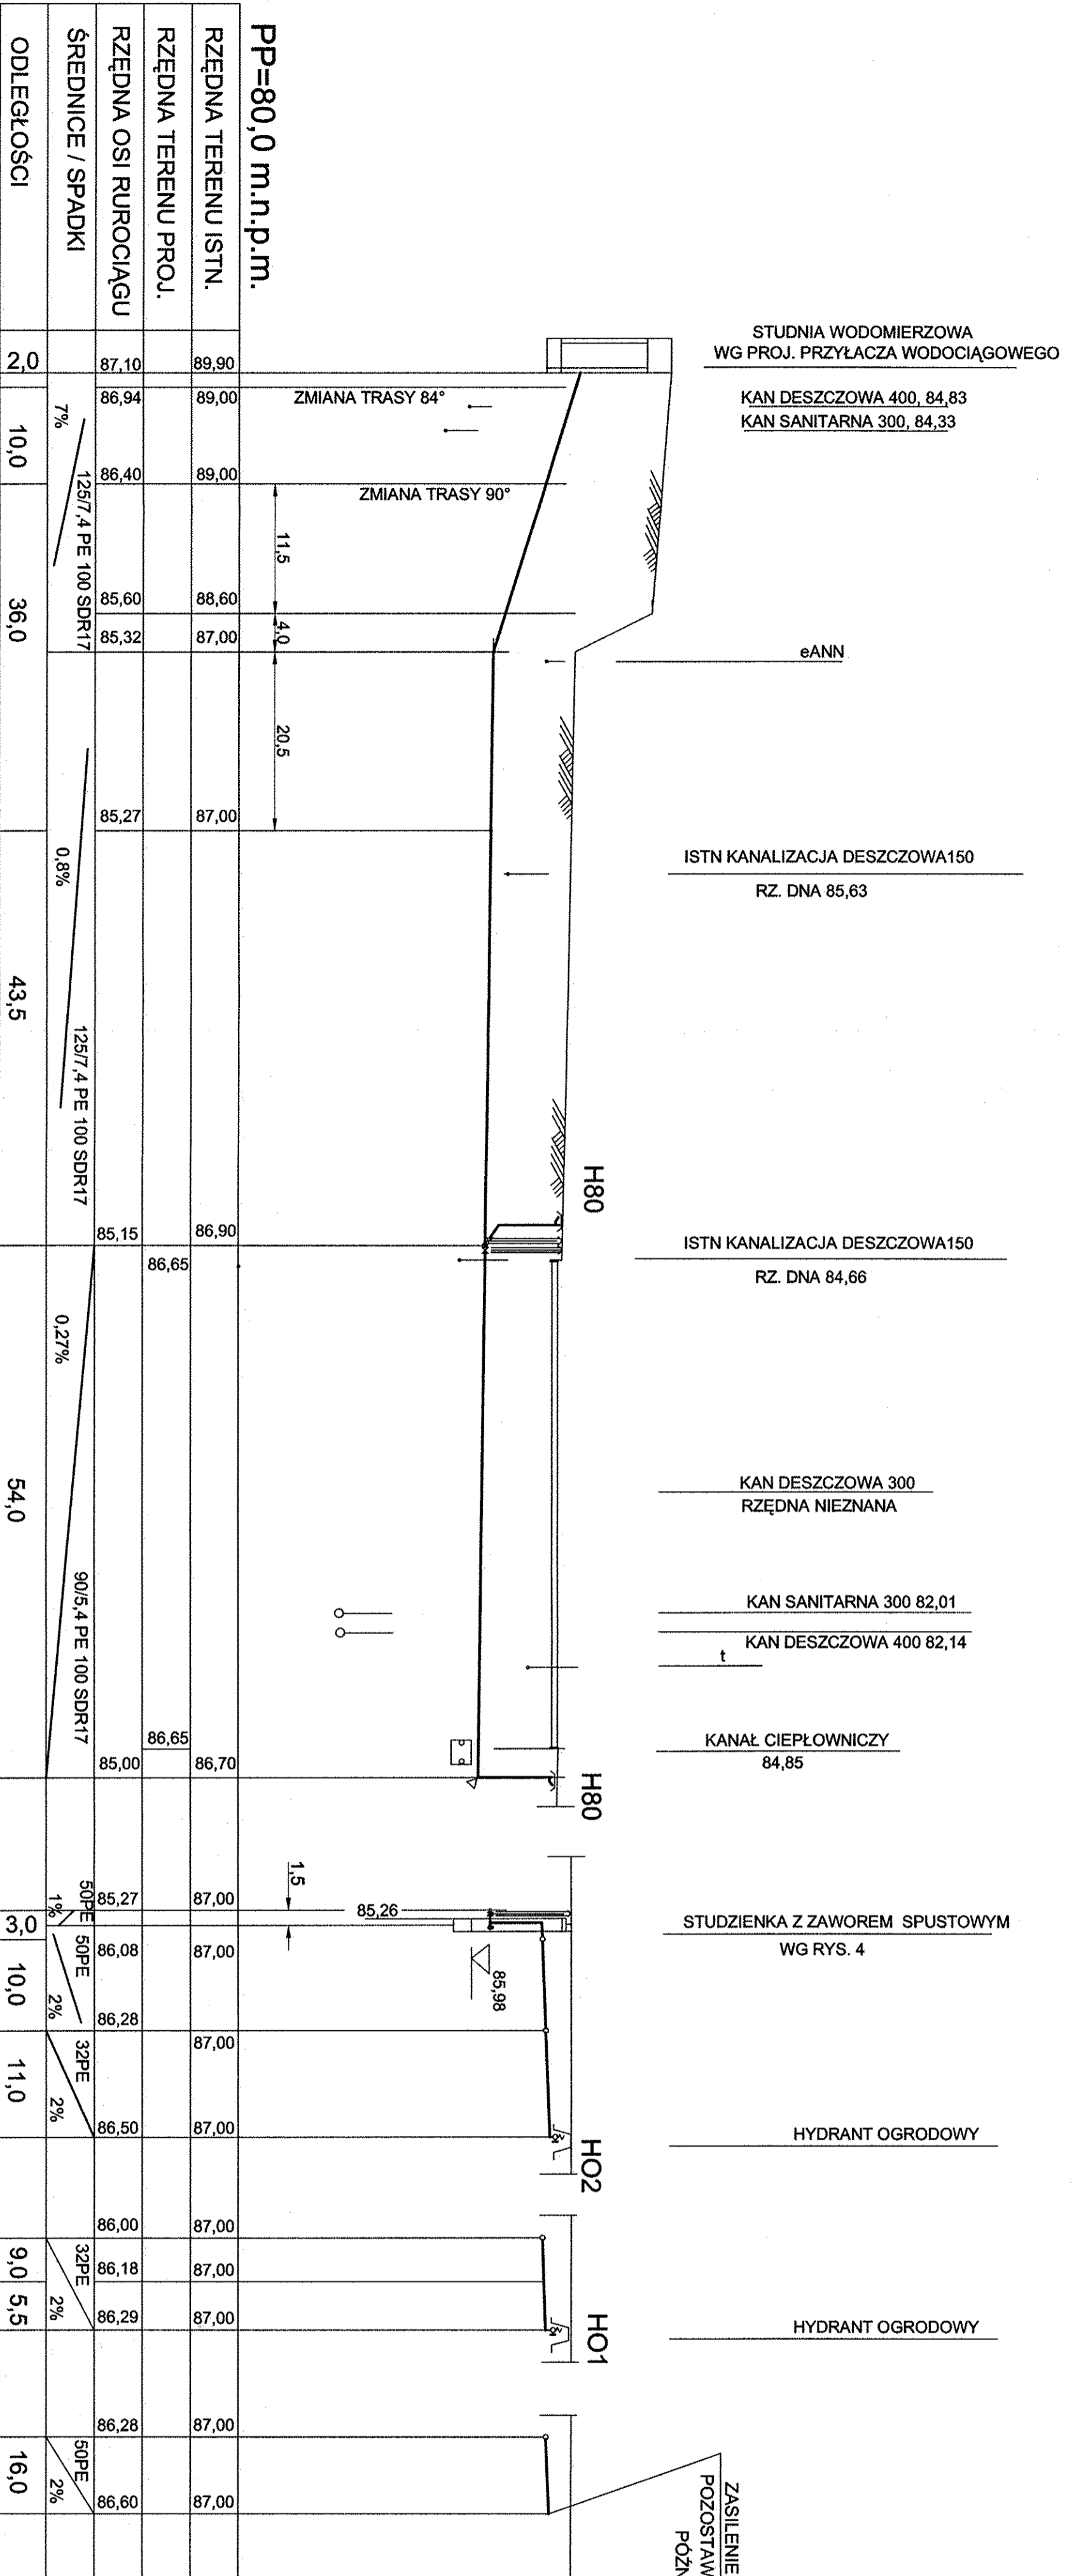 PP=80,0 m.n.p.m.
RZĘDNA TERENU ISTN.
RZĘDNA TERENU PROJ.
RZĘDNA OSI RUROCIĄGU
ŚREDNICE / SPADKI
ODLEGŁOŚCI
STUDNIA WODOMIERZOWA
WG PROJ. PRZYŁACZA WODOCIĄGOWEGO
KAN DESZCZOWA 400, 84,83
KAN SANITARNA 300, 84,33
eANN
ISTN KANALIZACJA DESZCZOWA150
RZ. DNA 85,63
ISTN KANALIZACJA DESZCZOWA150
RZ. DNA 84,66
KAN DESZCZOWA 300
RZĘDNA NIEZNANA
KAN SANITARNA 300 82,01
KAN DESZCZOWA 400 82,14
t
KANAŁ CIEPŁOWNICZY
84,85
STUDZIENKA Z ZAWOREM SPUSTOWYM
WG RYS. 4
HYDRANT OGRODOWY
HYDRANT OGRODOWY
ZASILENIE
POZOSTAW
PÓŹN
H80
H80
HO2
HO1
ZMIANA TRASY 84°
ZMIANA TRASY 90°
11,5
4,0
20,5
1,5
85,26
85,98
89,90
89,00
89,00
88,60
87,00
87,00
86,90
86,70
87,00
87,00
87,00
87,00
87,00
87,00
87,00
87,00
87,00
86,65
86,65
87,10
86,94
86,40
85,60
85,32
85,27
85,15
85,00
85,27
86,08
86,28
86,50
86,00
86,18
86,29
86,28
86,60
7%
125/7,4 PE 100 SDR17
0,8%
125/7,4 PE 100 SDR17
0,27%
90/5,4 PE 100 SDR17
50PE
1%
50PE
2%
32PE
2%
32PE
2%
50PE
2%
2,0
10,0
36,0
43,5
54,0
3,0
10,0
11,0
9,0
5,5
16,0